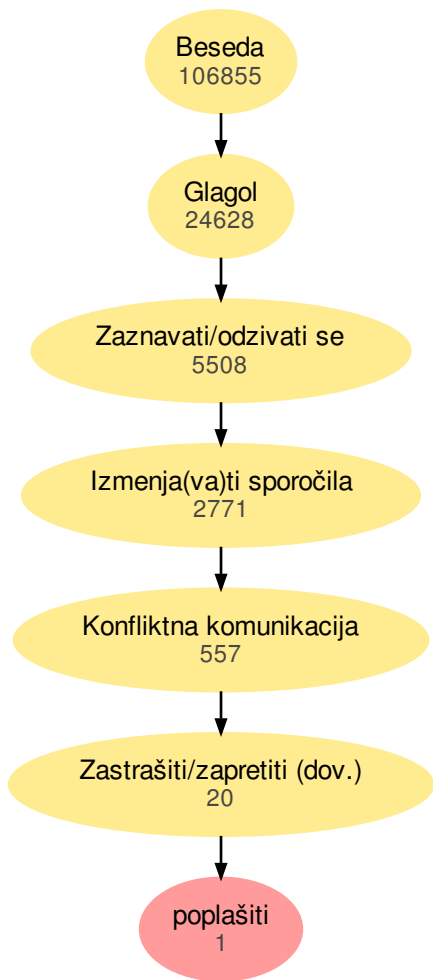 Beseda
106855
Glagol
24628
Zaznavati/odzivati se
5508
Izmenja(va)ti sporočila
2771
Konfliktna komunikacija
557
Zastrašiti/zapretiti (dov.)
20
poplašiti
1